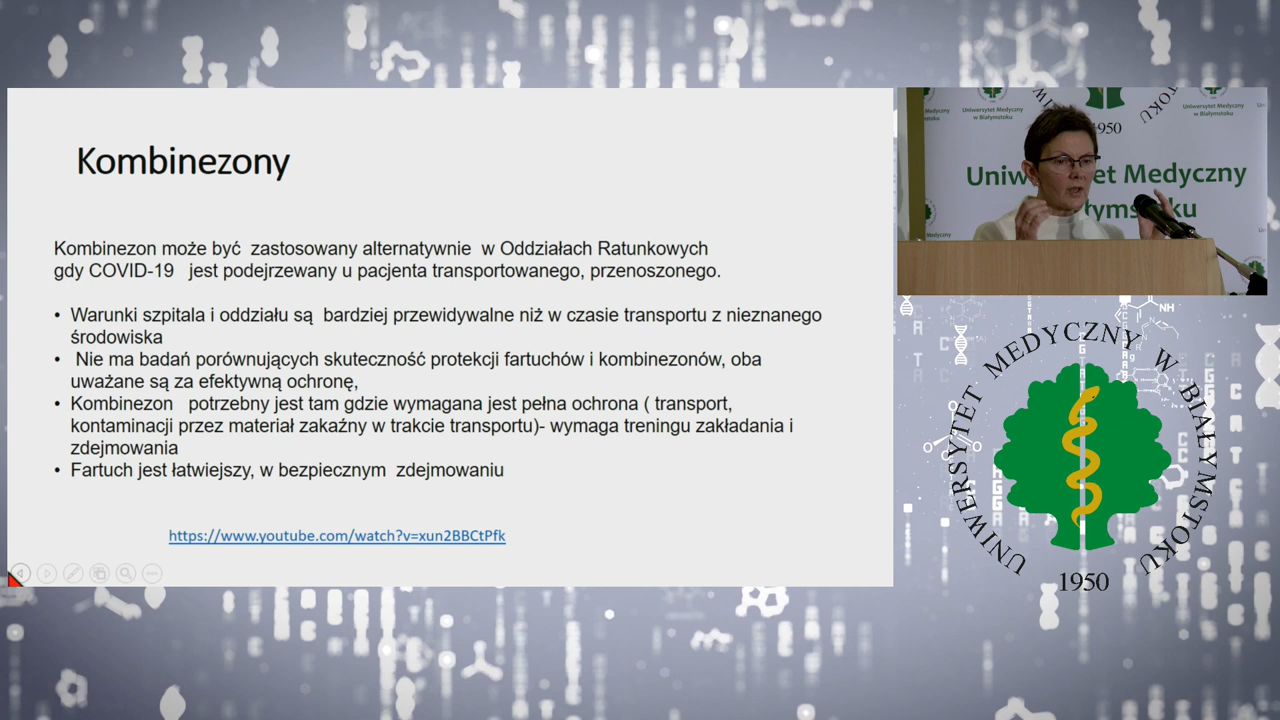 Kombinezony
Kombinezon może być zastosowany alternatywnie w Oddziałach Ratunkowych
gdy COVID-19 jest podejrzewany u pacjenta transportowanego, przenoszonego.
• Warunki szpitala i oddziału są bardziej przewidywalne niż w czasie transportu z nieznanego
środowiska
• Nie ma badań porównujących skuteczność protekcji fartuchów i kombinezonów, oba
uważane są za efektywną ochronę,
• Kombinezon potrzebny jest tam gdzie wymagana jest pełna ochrona ( transport,
kontaminacji przez materiał zakaźny w trakcie transportu)- wymaga treningu zakładania i
zdejmowania
• Fartuch jest łatwiejszy, w bezpiecznym zdejmowaniu
https://www.youtube.com/watch?v=xun2BBCtPfk
Uniwersytet Medyczny
w Białymstoku
Uniwersytet Medyczny
w Białymstoku
1950
Uniw et Medyczny
łymstoku
UNIWERSYTET MEDYCZNY W BIAŁYMSTOKU
1950